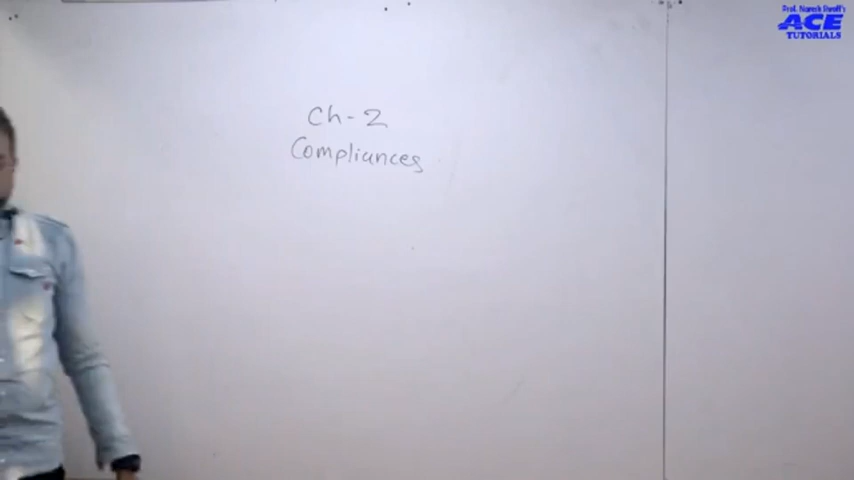 Prof. Naresh Shroff's
ACE
TUTORIALS
Ch-2
Compliances